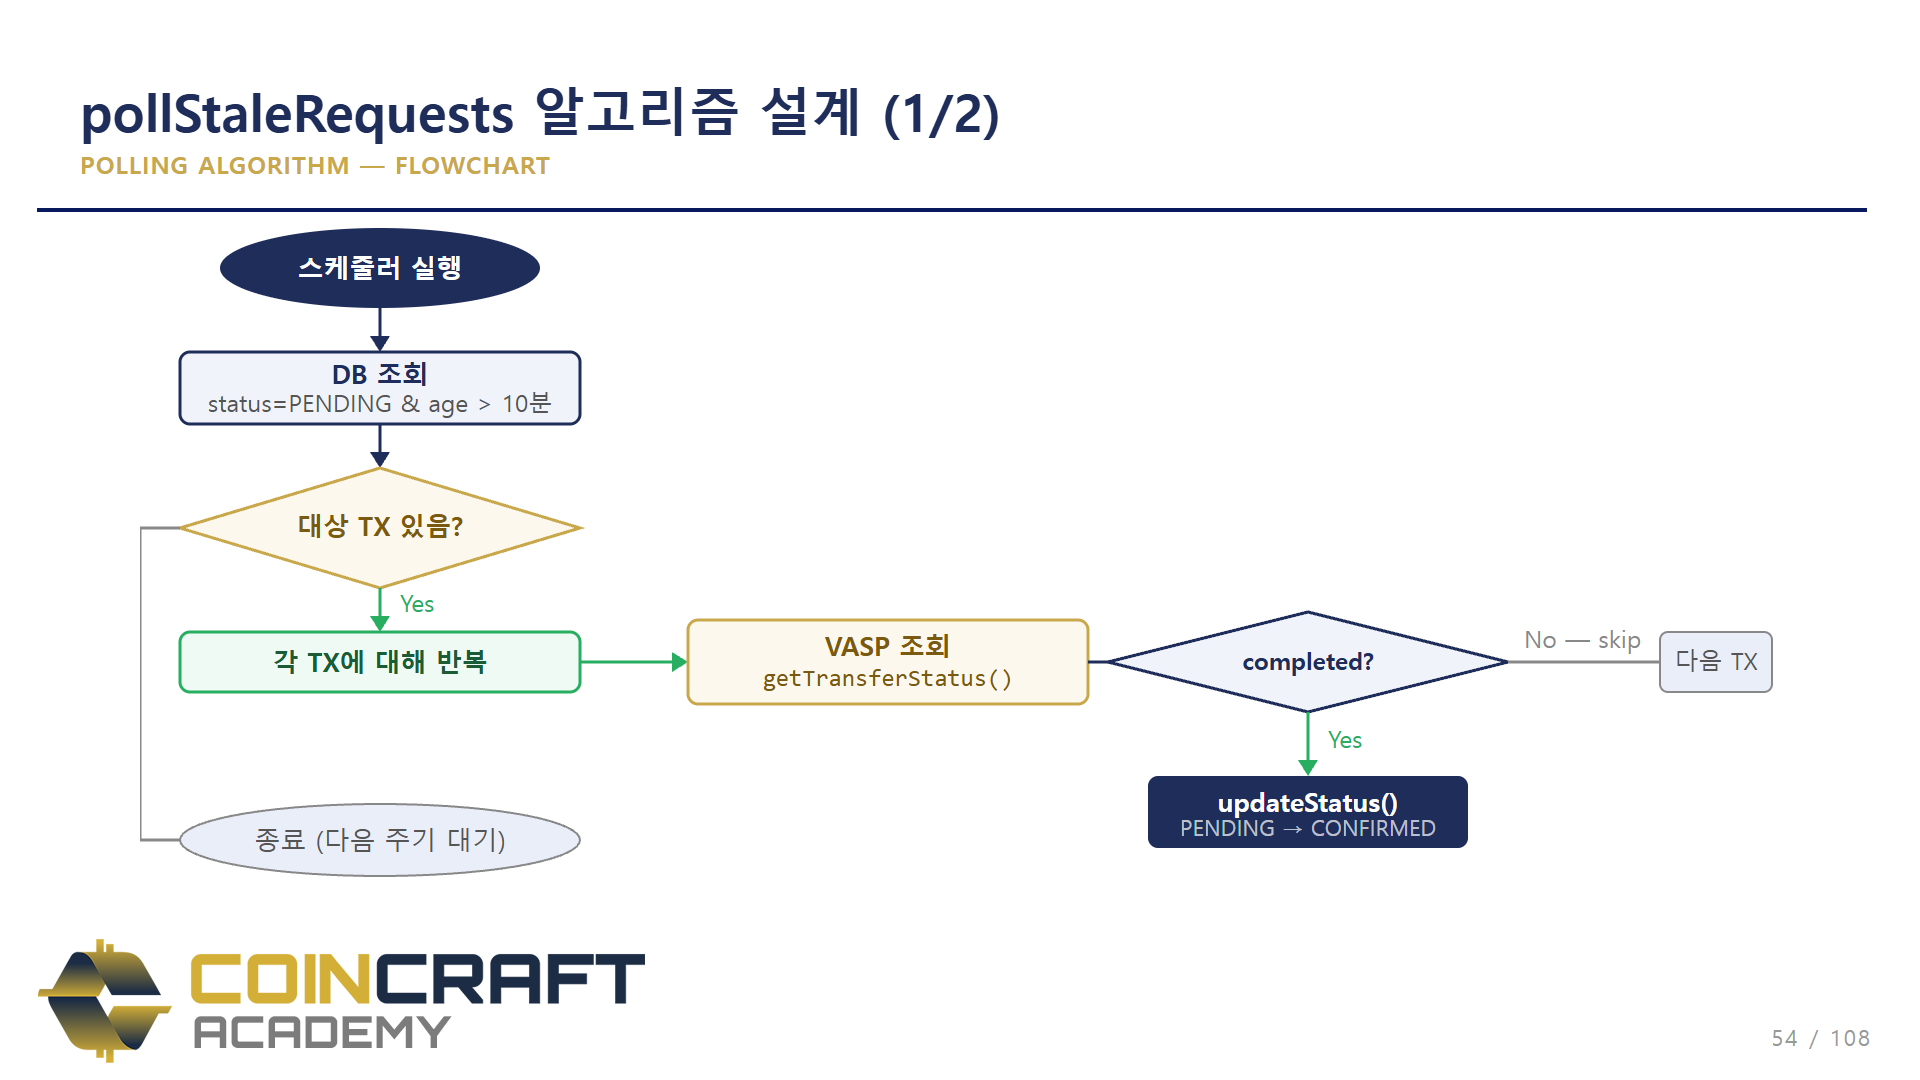 pollStaleRequests 알고리즘 설계 (1/2)
POLLING ALGORITHM — FLOWCHART
스케줄러 실행
DB 조회
status=PENDING & age > 10분
대상 TX 있음?
Yes
각 TX에 대해 반복
VASP 조회
getTransferStatus()
completed?
No — skip
다음 TX
Yes
updateStatus()
PENDING → CONFIRMED
종료 (다음 주기 대기)
COINCRAFT
ACADEMY
54 / 108